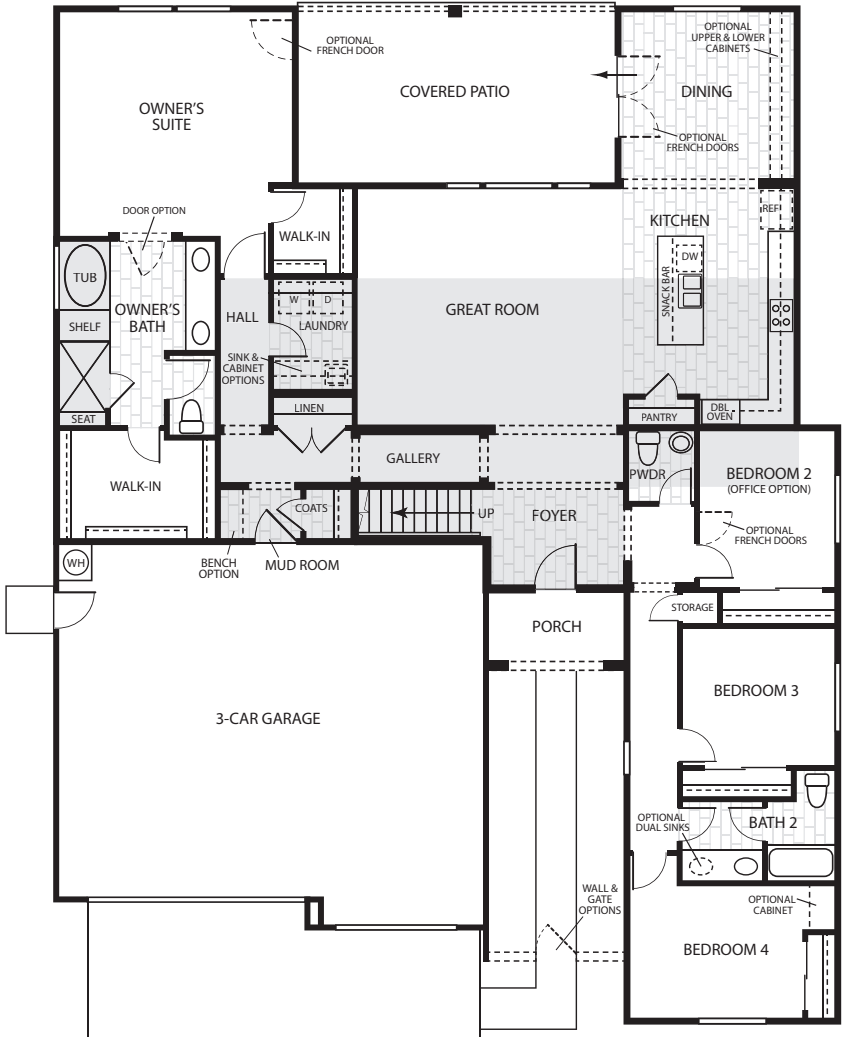 OPTIONAL
FRENCH DOOR
OPTIONAL
UPPER & LOWER
CABINETS
OWNER'S
SUITE
COVERED PATIO
DINING
OPTIONAL
FRENCH DOORS
DOOR OPTION
WALK-IN
KITCHEN
REF
TUB
DW
SNACK BAR
W
D
HALL
LAUNDRY
GREAT ROOM
OWNER'S
BATH
SHELF
SINK &
CABINET
OPTIONS
SEAT
LINEN
PANTRY
DBL
OVEN
GALLERY
PWDR
BEDROOM 2
(OFFICE OPTION)
WALK-IN
COATS
UP
FOYER
OPTIONAL
FRENCH DOORS
WH
BENCH
OPTION
MUD ROOM
STORAGE
PORCH
BEDROOM 3
3-CAR GARAGE
OPTIONAL
DUAL SINKS
BATH 2
WALL &
GATE
OPTIONS
OPTIONAL
CABINET
BEDROOM 4